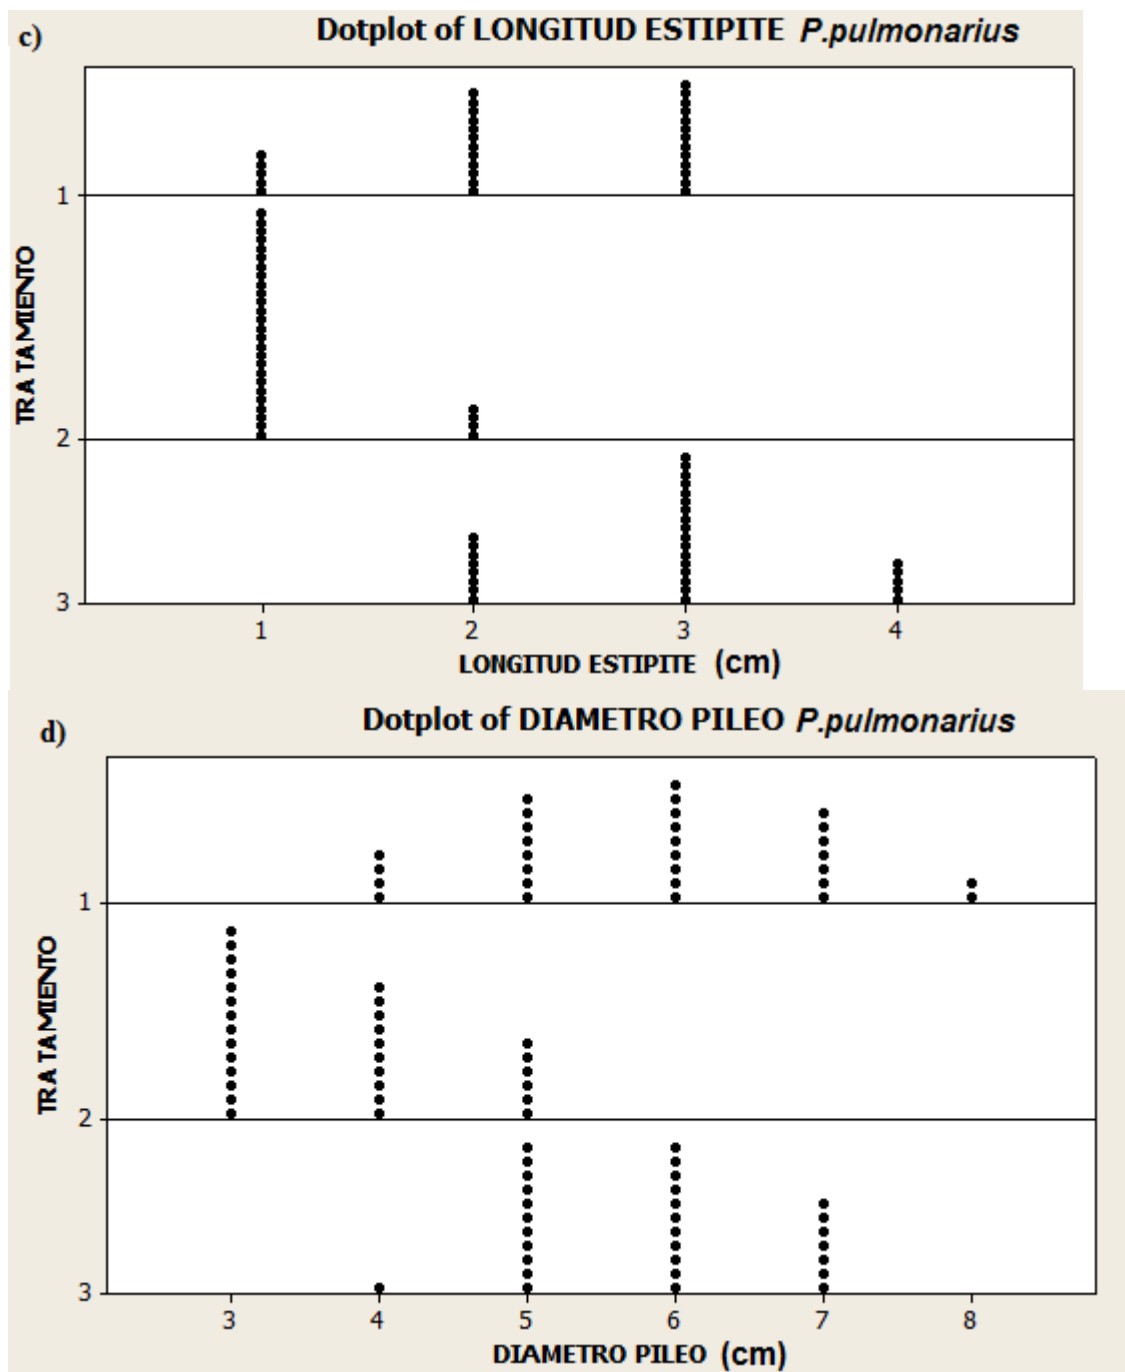 c)
Dotplot of LONGITUD ESTIPITE P.pulmonarius
TRATAMIENTO
1
2
3
1 2 3 4
LONGITUD ESTIPITE (cm)
d)
Dotplot of DIAMETRO PILEO P.pulmonarius
TRATAMIENTO
1
2
3
3 4 5 6 7 8
DIAMETRO PILEO (cm)